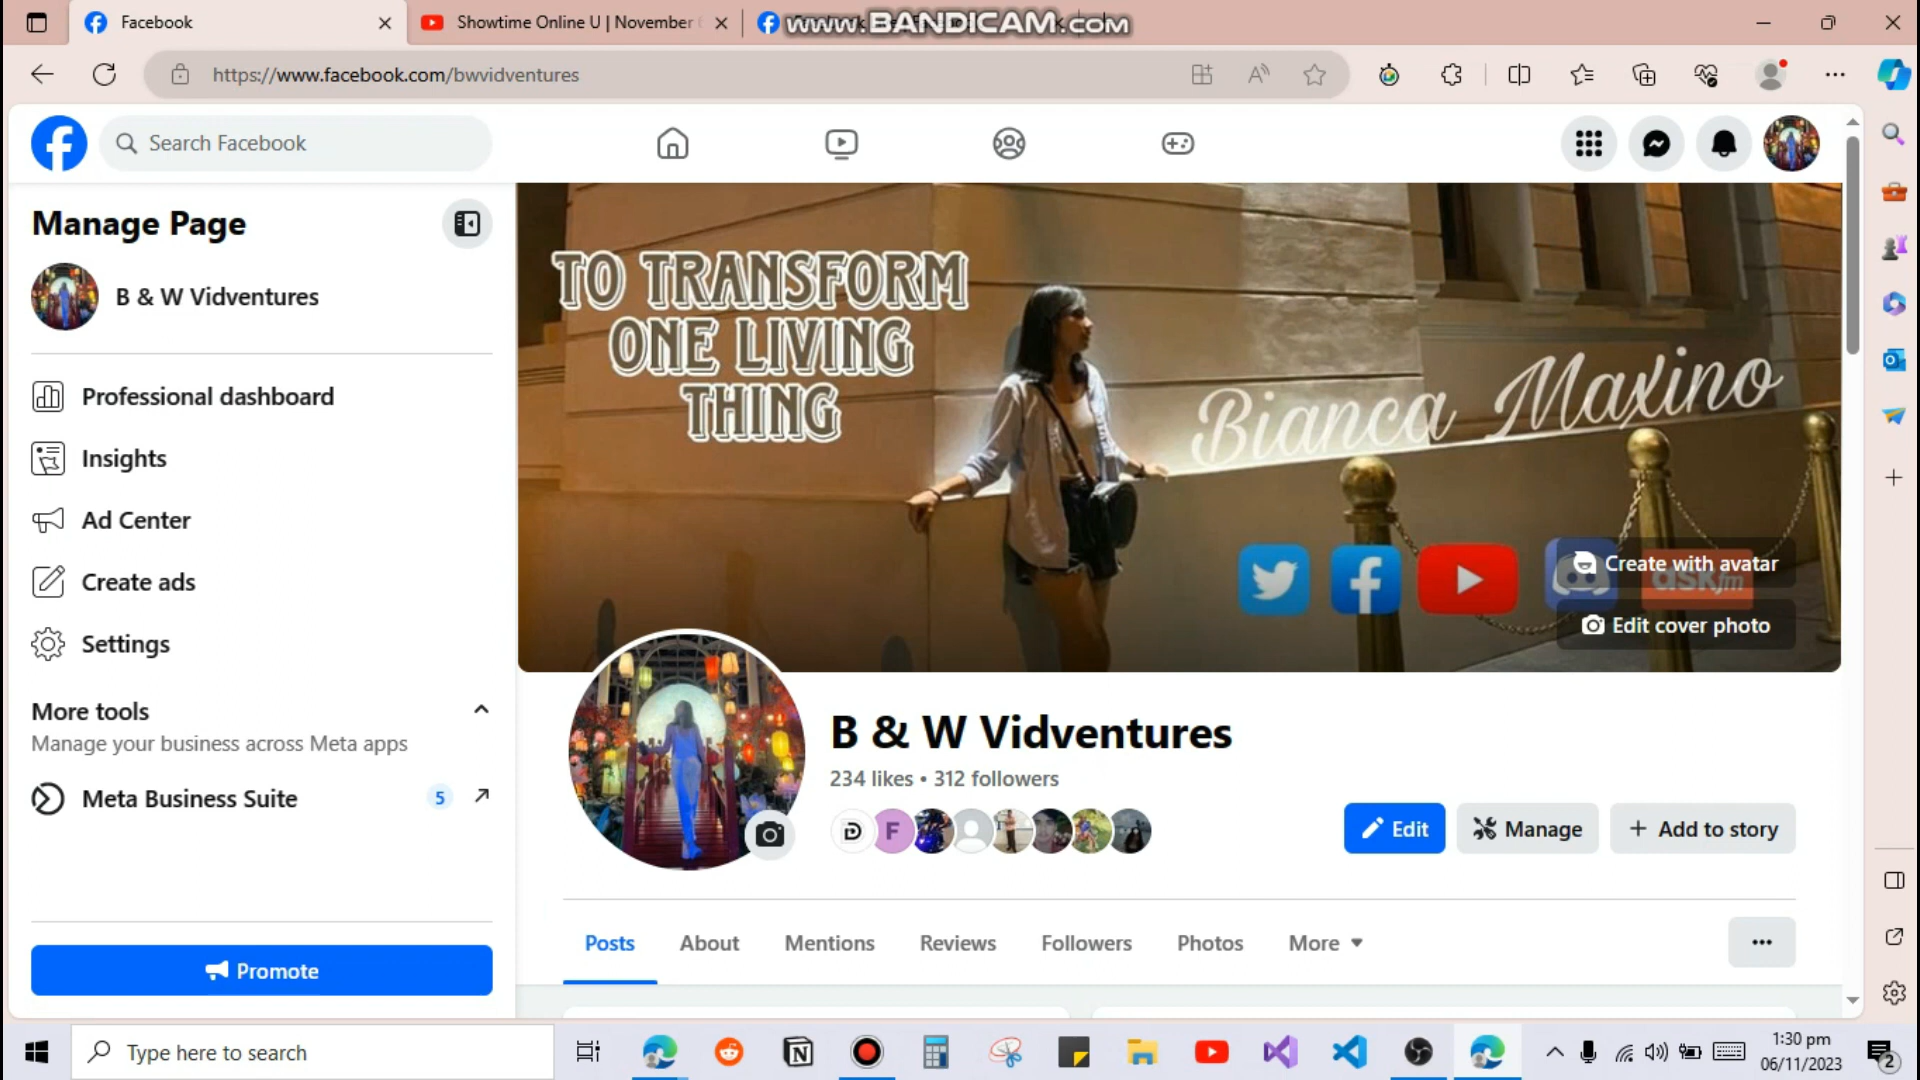 Facebook
Showtime Online U | November
www.BANDICAM.com
https://www.facebook.com/bwvidventures
Search Facebook
Manage Page
B & W Vidventures
Professional dashboard
Insights
Ad Center
Create ads
Settings
More tools
Manage your business across Meta apps
Meta Business Suite
5
Promote
TO TRANSFORM
ONE LIVING
THING
Bianca Maxino
askfm
Create with avatar
Edit cover photo
B & W Vidventures
234 likes • 312 followers
D
F
Edit
Manage
+ Add to story
Posts
About
Mentions
Reviews
Followers
Photos
More
Type here to search
1:30 pm
06/11/2023
2